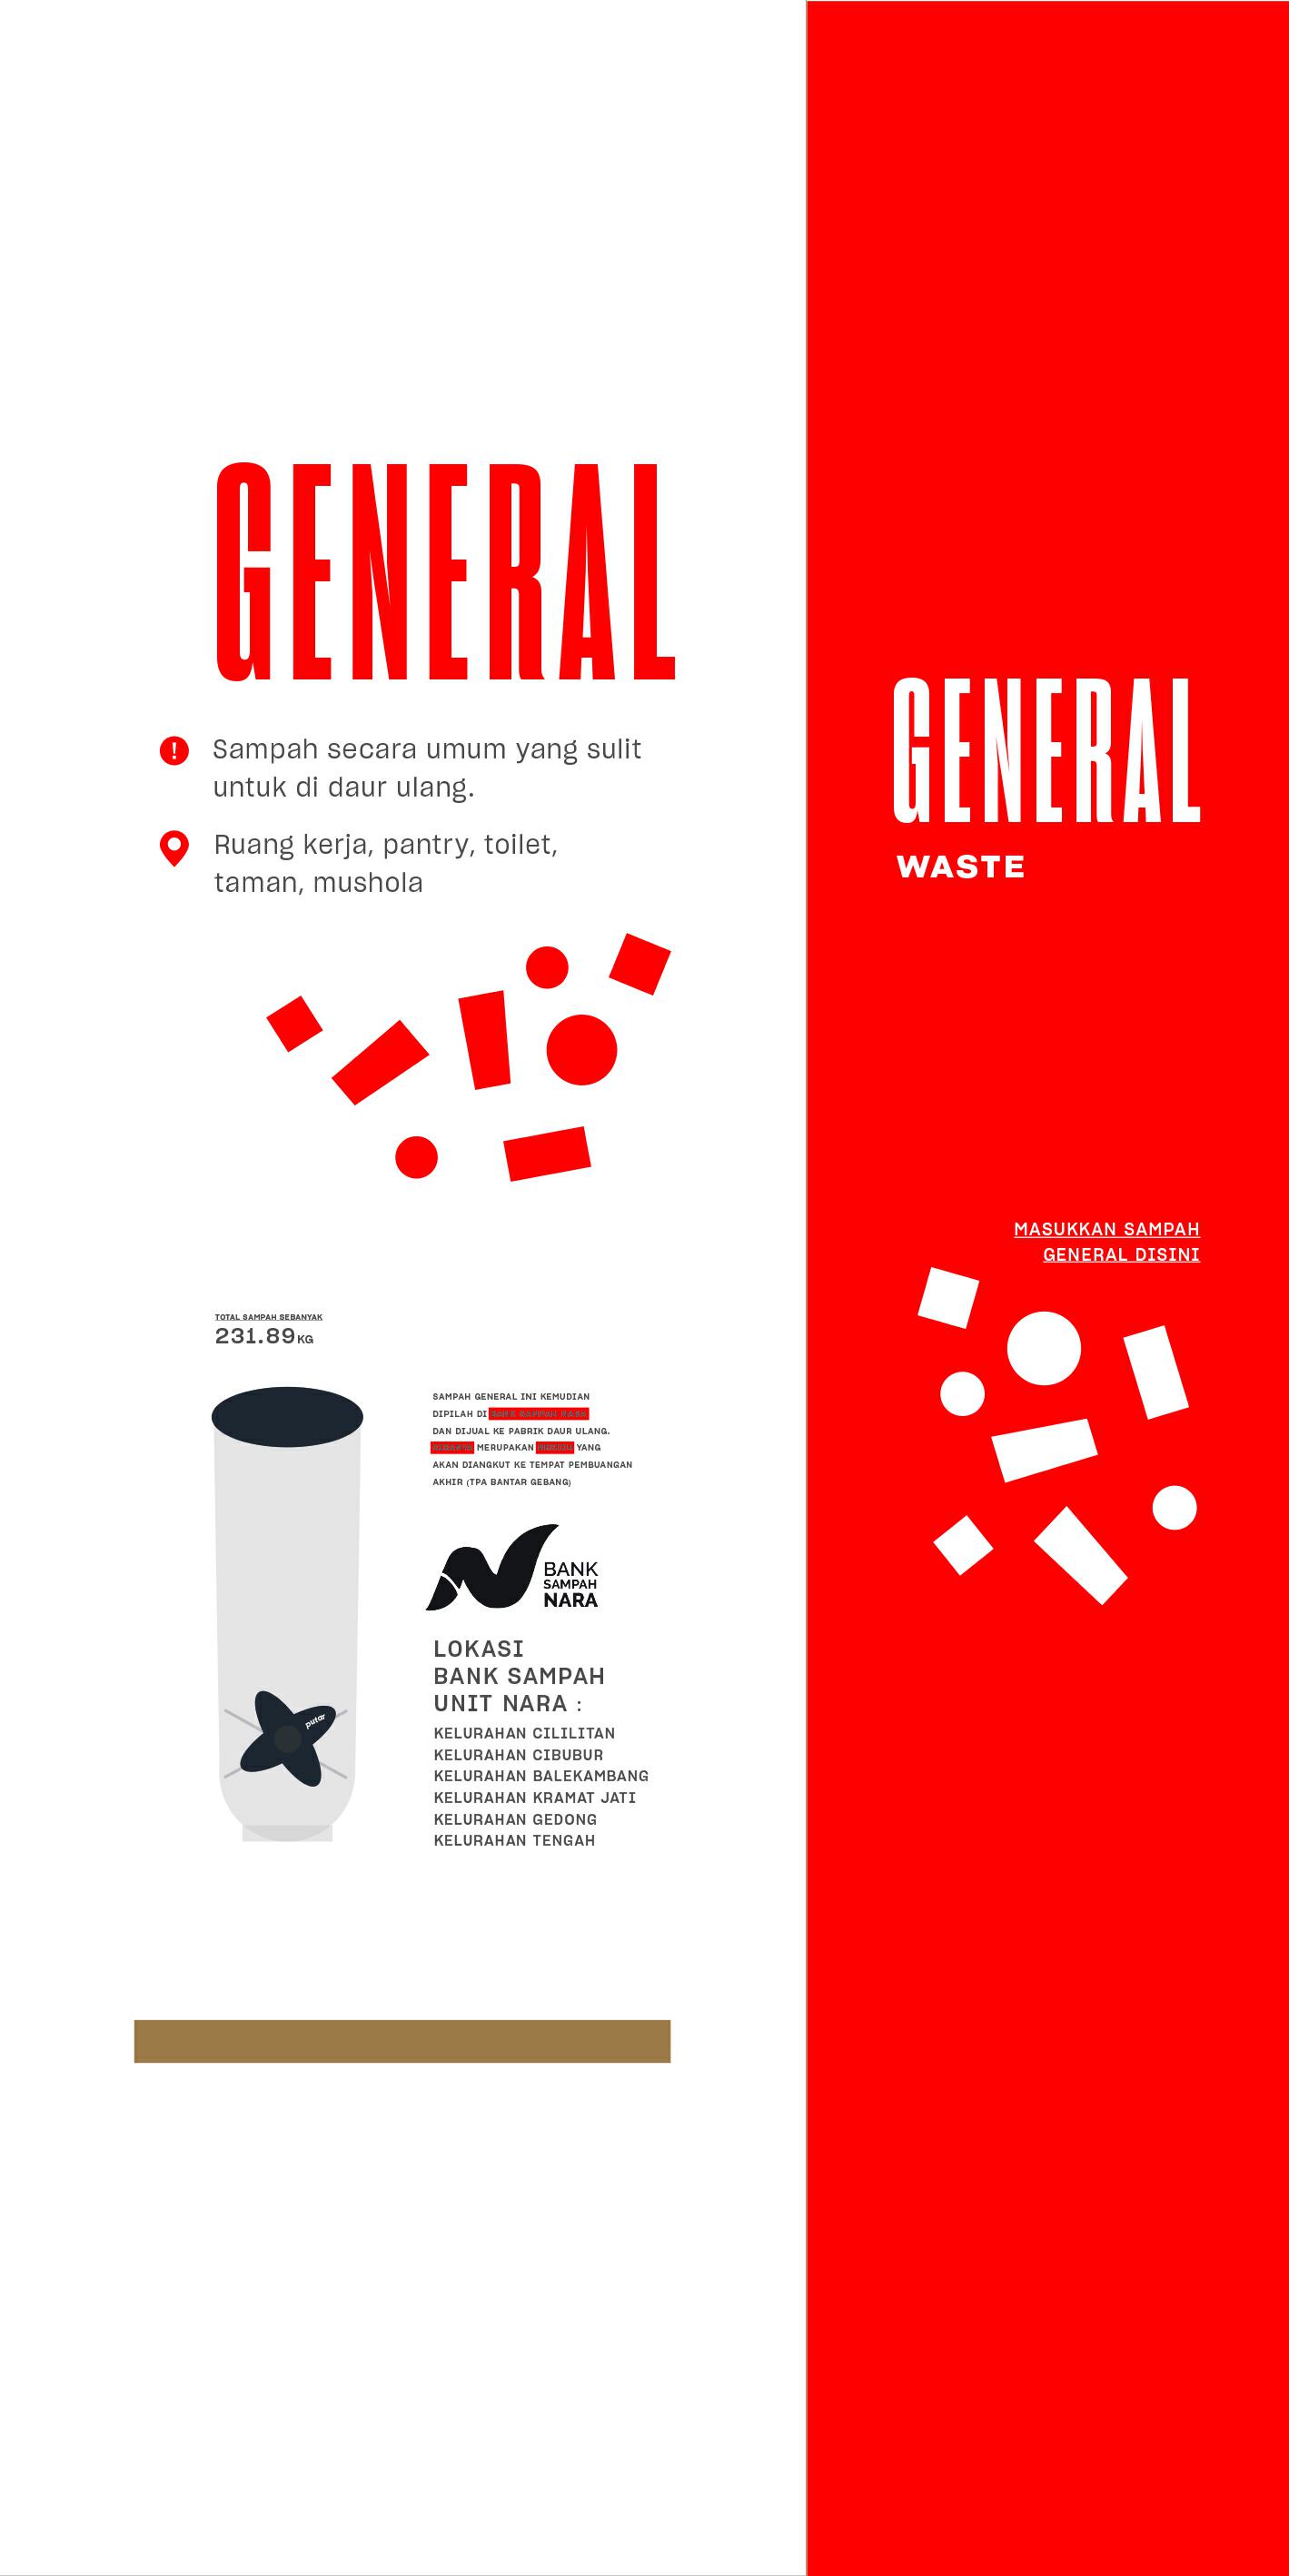 GENERAL
Sampah secara umum yang sulit
untuk di daur ulang.
Ruang kerja, pantry, toilet,
taman, mushola
TOTAL SAMPAH SEBANYAK
231.89 KG
SAMPAH GENERAL INI KEMUDIAN
DIPILAH DI
DAN DIJUAL KE PABRIK DAUR ULANG.
MERUPAKAN YANG
AKAN DIANGKUT KE TEMPAT PEMBUANGAN
AKHIR (TPA BANTAR GEBANG)
BANK
SAMPAH
NARA
putar
LOKASI
BANK SAMPAH
UNIT NARA :
KELURAHAN CILILITAN
KELURAHAN CIBUBUR
KELURAHAN BALEKAMBANG
KELURAHAN KRAMAT JATI
KELURAHAN GEDONG
KELURAHAN TENGAH
GENERAL
WASTE
MASUKKAN SAMPAH
GENERAL DISINI